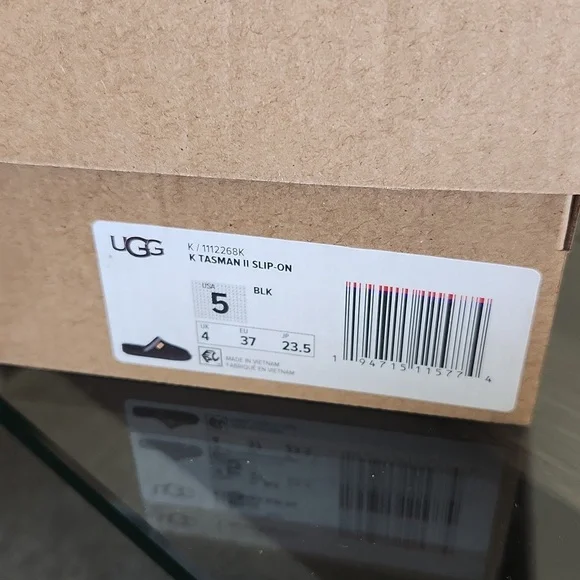 UGG
K / 1112268K
K TASMAN II SLIP-ON
USA
5
BLK
UK EU JP
4 37 23.5
MADE IN VIETNAM
FABRIQUÉ EN VIETNAM
1 94715 11577 4